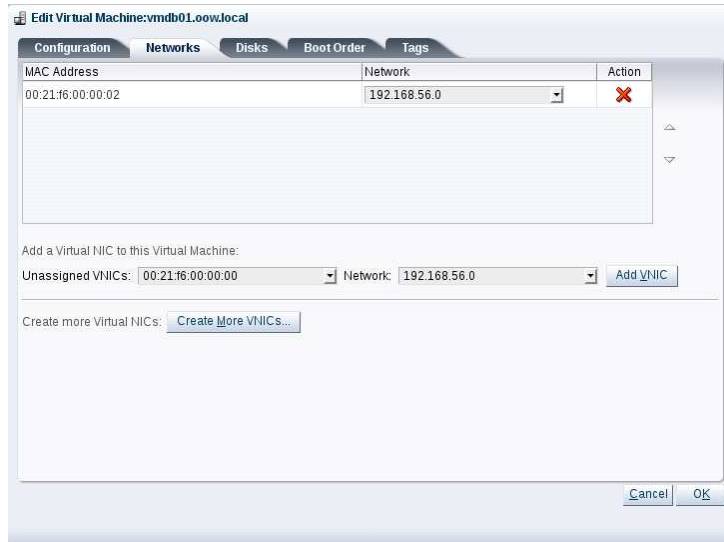 Edit Virtual Machine:vmdb01.oow.local
Configuration Networks Disks Boot Order Tags
MAC Address Network Action
00:21:f6:00:00:02 192.168.56.0
Add a Virtual NIC to this Virtual Machine:
Unassigned VNICs: 00:21:f6:00:00:00 Network: 192.168.56.0 Add VNIC
Create more Virtual NICs: Create More VNICs...
Cancel OK